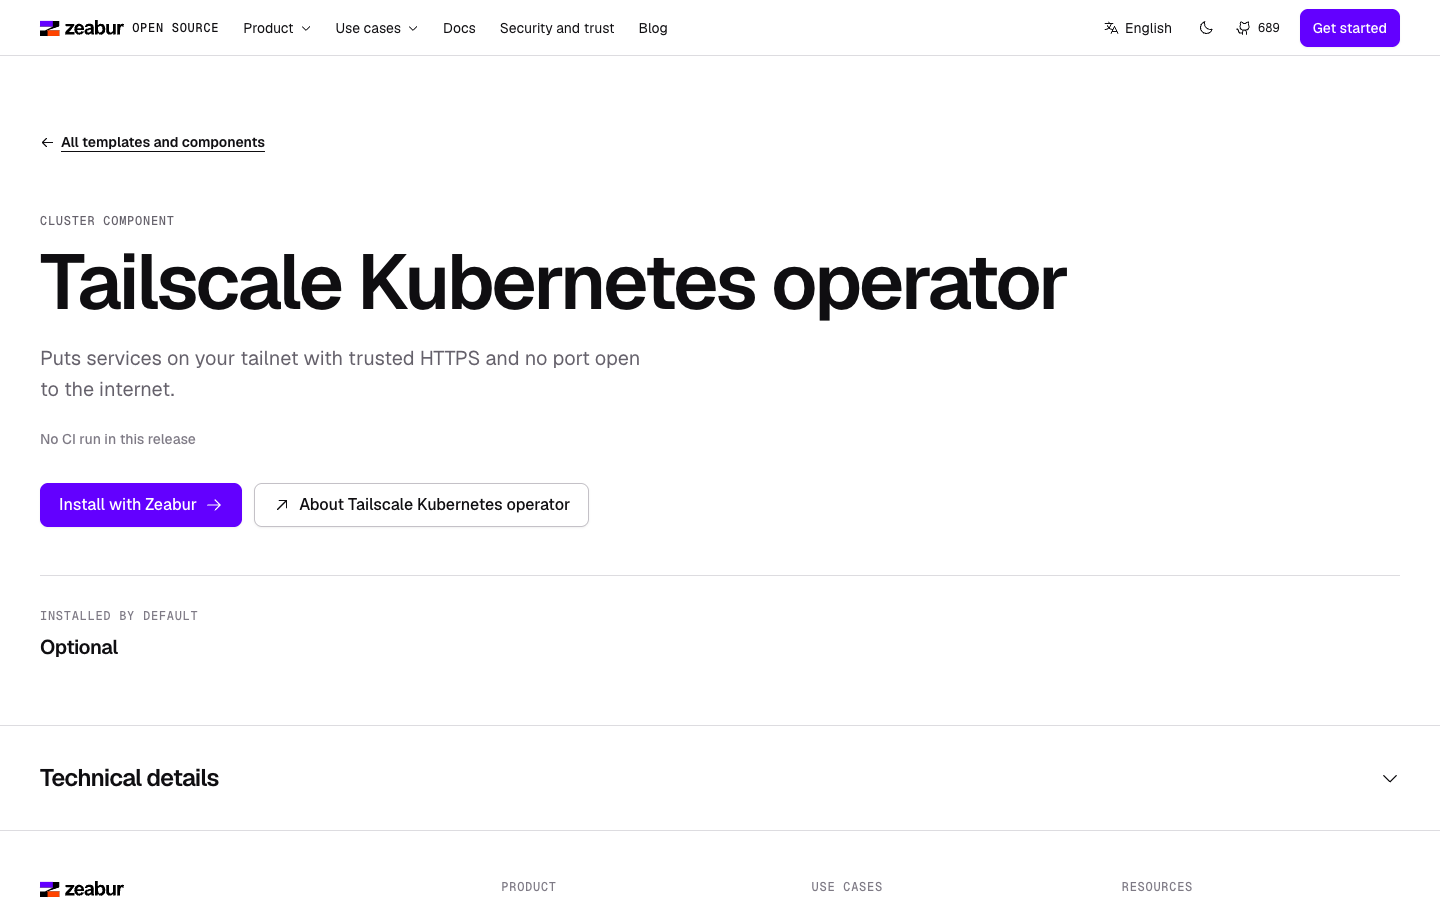 zeabur OPEN SOURCE Product Use cases Docs Security and trust Blog English 689 Get started
All templates and components
CLUSTER COMPONENT
Tailscale Kubernetes operator
Puts services on your tailnet with trusted HTTPS and no port open
to the internet.
No CI run in this release
Install with Zeabur About Tailscale Kubernetes operator
INSTALLED BY DEFAULT
Optional
Technical details
zeabur PRODUCT USE CASES RESOURCES